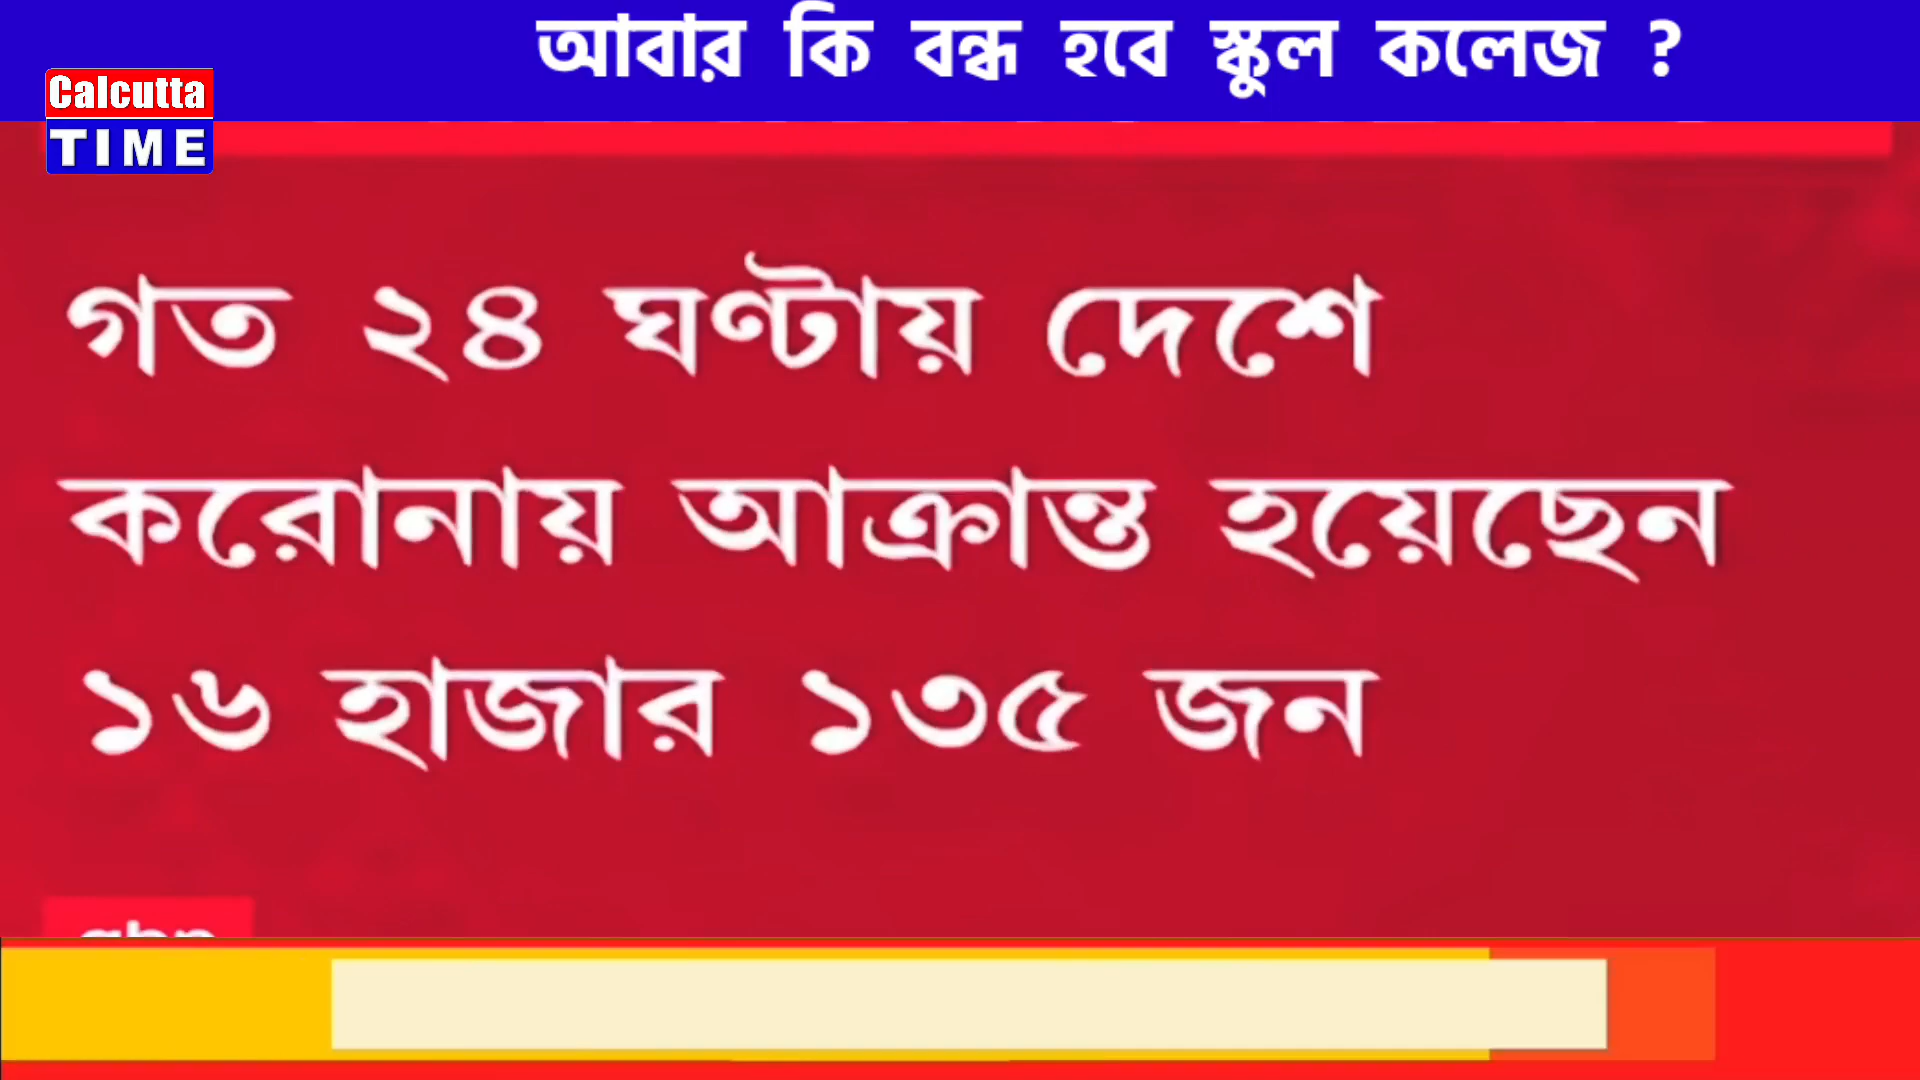 আবার কি বন্ধ হবে স্কুল কলেজ ?
Calcutta
TIME
গত ২৪ ঘণ্টায় দেশে
করোনায় আক্রান্ত হয়েছেন
১৬ হাজার ১৩৫ জন